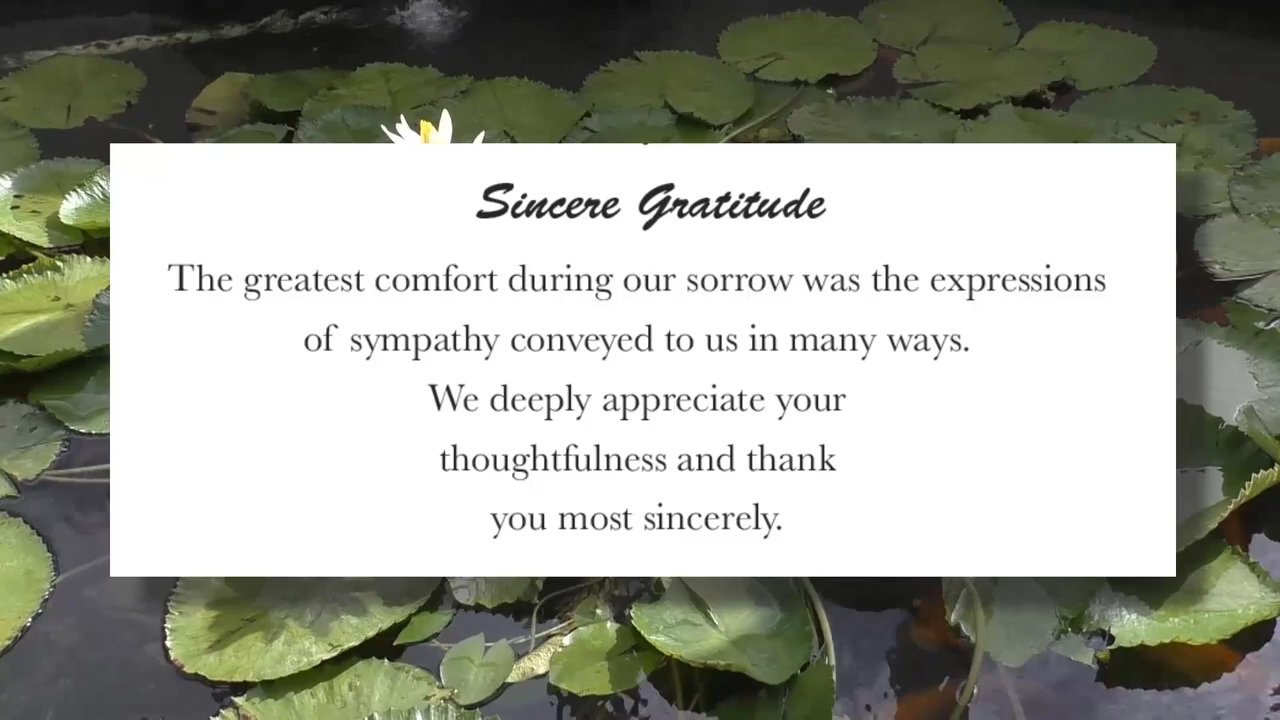 Sincere Gratitude
The greatest comfort during our sorrow was the expressions
of sympathy conveyed to us in many ways.
We deeply appreciate your
thoughtfulness and thank
you most sincerely.